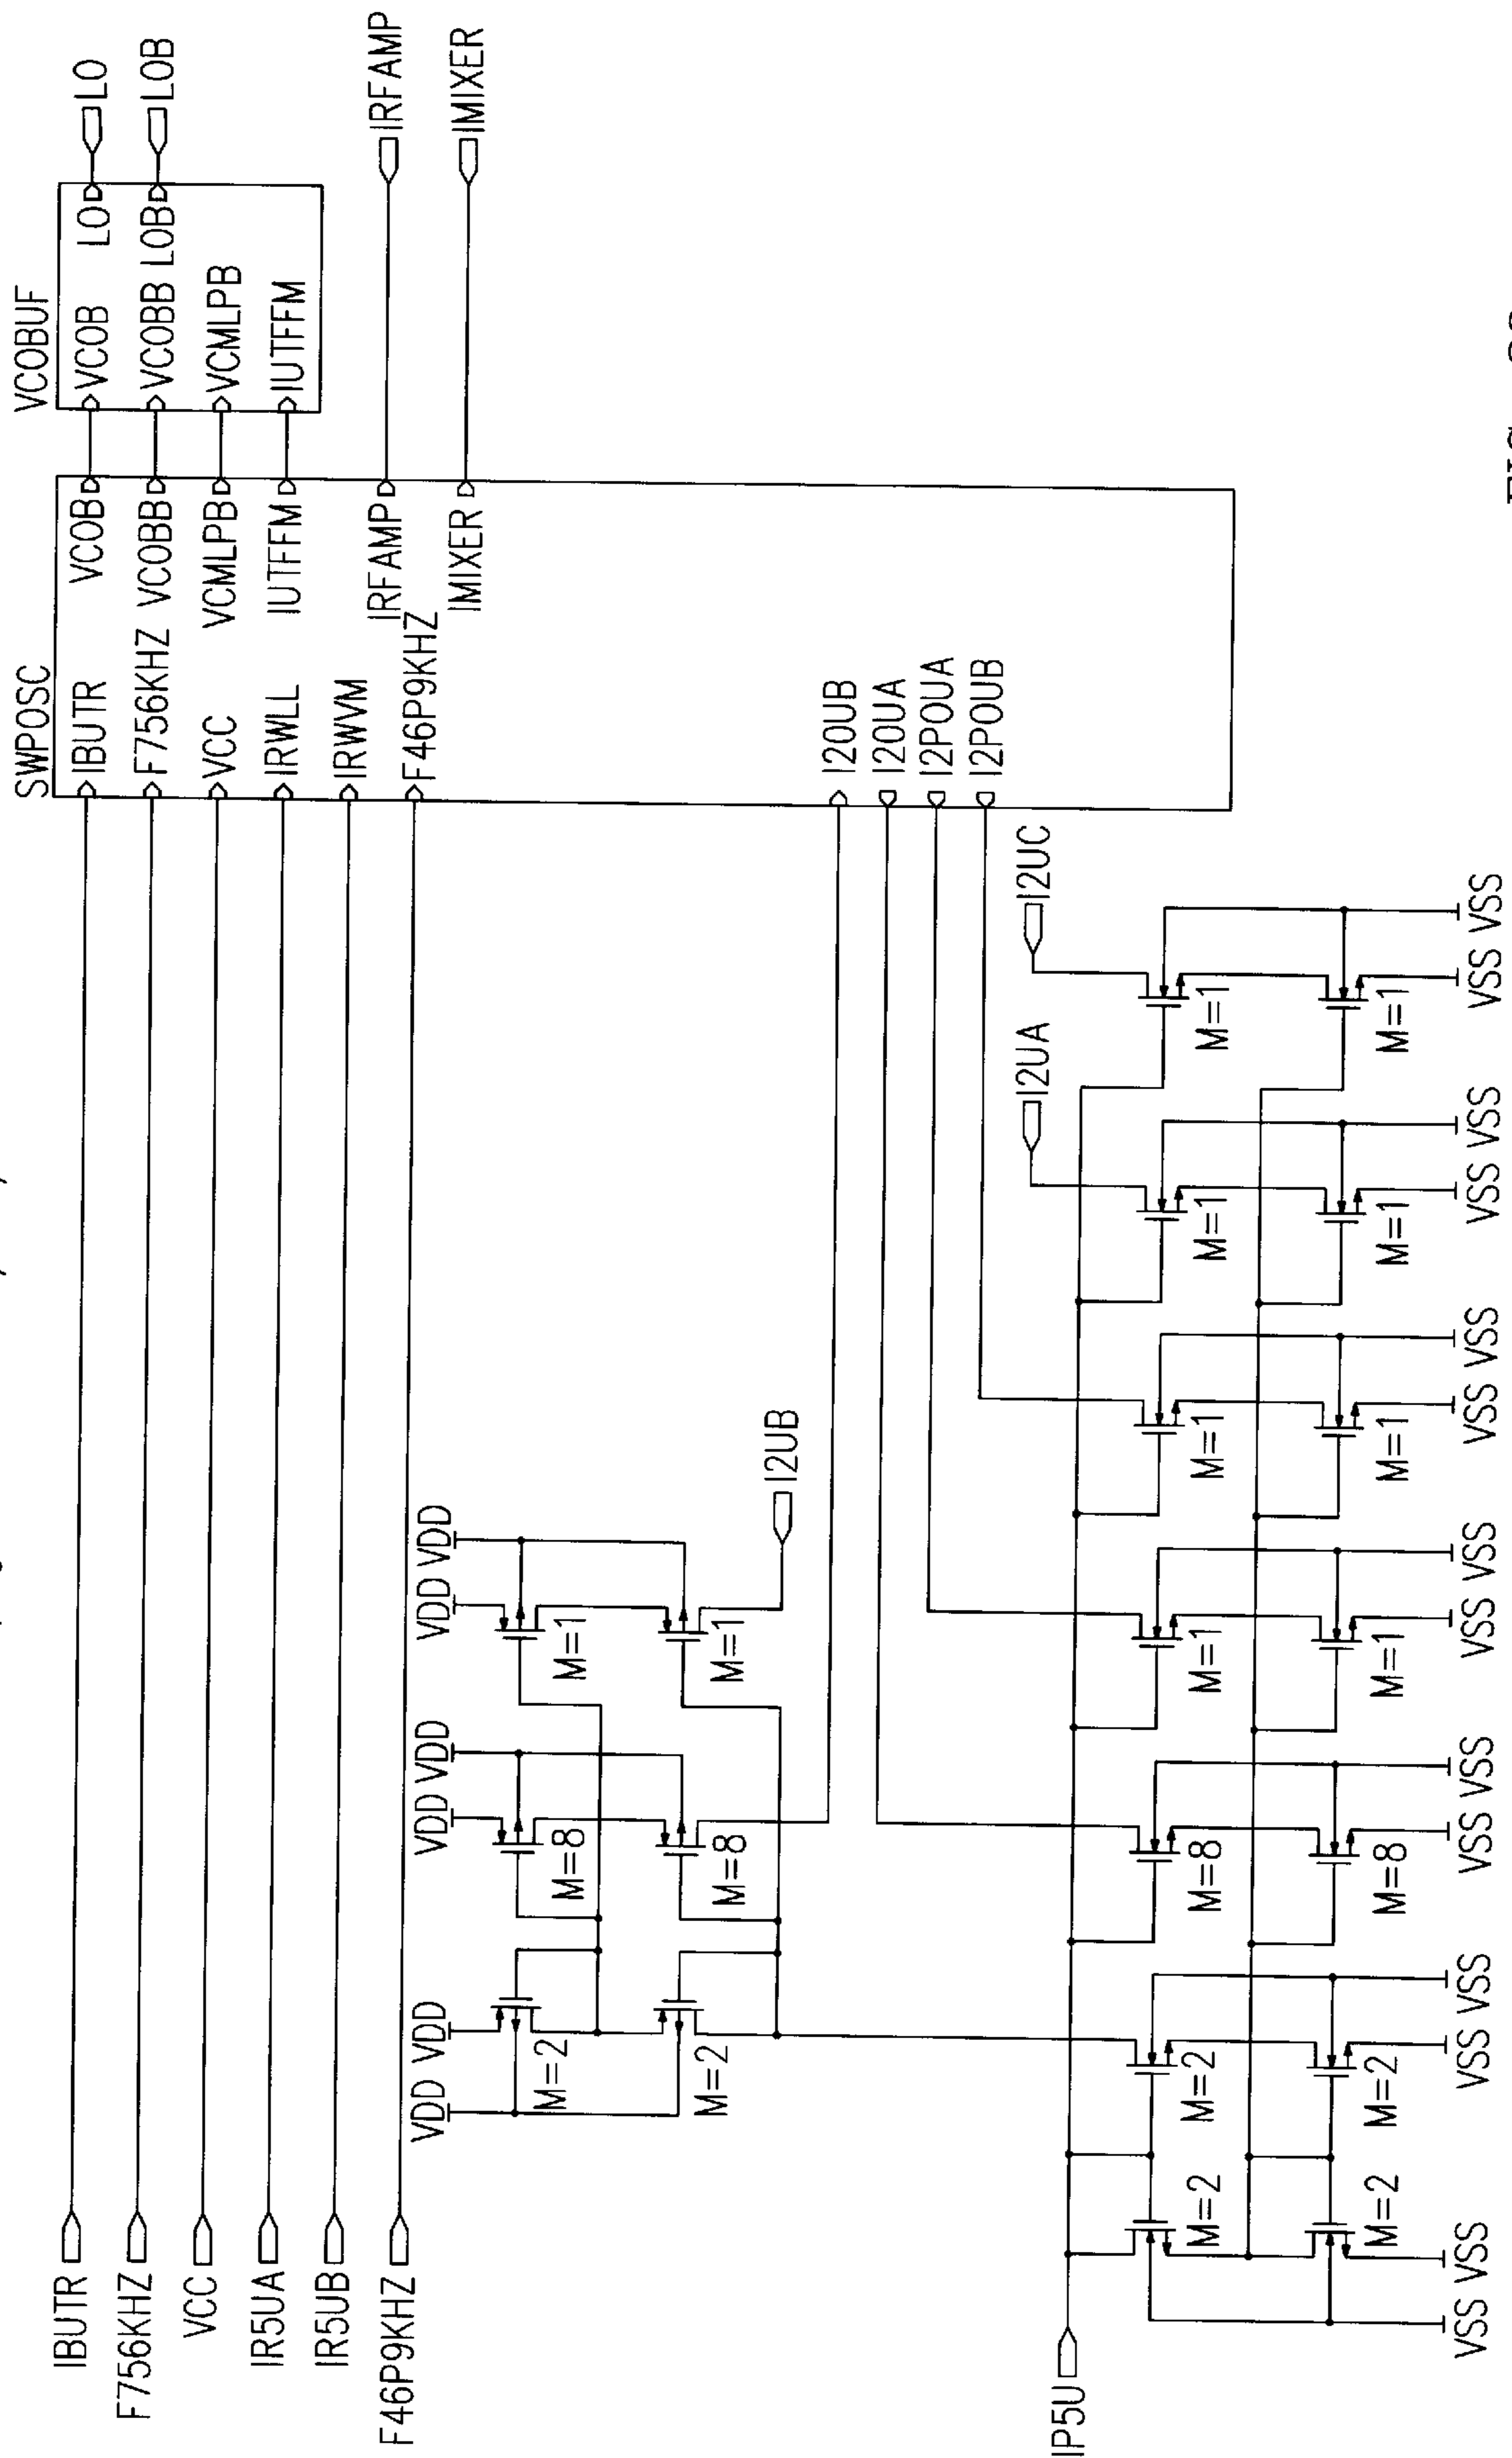 SWPOSC
VCOBUF
IBUTR
IBUTR
VCOB
VCOB
LO
LO
F756KHZ
F756KHZ
VCOBB
VCOBB
LOB
LOB
VCC
VCC
VCMLPB
VCMLPB
IR5UA
IRWLL
IUTFFM
IUTFFM
IR5UB
IRWVM
IRFAMP
IRFAMP
F46P9KHZ
F46P9KHZ
IMIXER
IMIXER
VDD VDD
VDD VDD
VDD VDD
M=2
M=8
M=1
M=2
M=8
M=1
I2UB
I20UB
I20UA
I2POUA
I2POUB
IP5U
I2UA
I2UC
M=2
M=2
M=8
M=1
M=1
M=1
M=1
M=2
M=2
M=8
M=1
M=1
M=1
M=1
VSS VSS
VSS VSS
VSS VSS
VSS VSS
VSS VSS
VSS VSS
VSS VSS